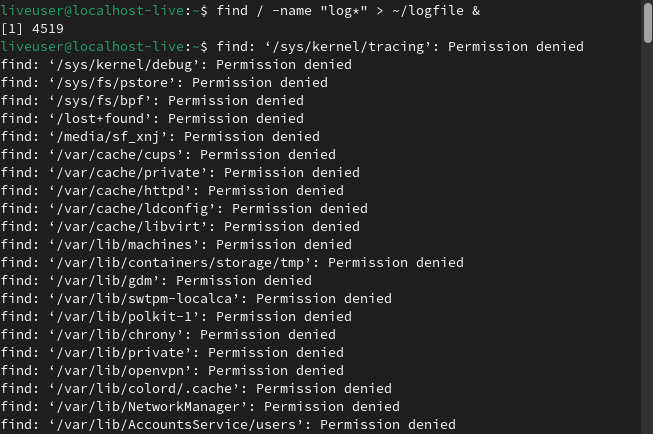 liveuser@localhost-live:~$ find / -name "log*" > ~/logfile &
[1] 4519
liveuser@localhost-live:~$ find: ‘/sys/kernel/tracing’: Permission denied
find: ‘/sys/kernel/debug’: Permission denied
find: ‘/sys/fs/pstore’: Permission denied
find: ‘/sys/fs/bpf’: Permission denied
find: ‘/lost+found’: Permission denied
find: ‘/media/sf_xnj’: Permission denied
find: ‘/var/cache/cups’: Permission denied
find: ‘/var/cache/private’: Permission denied
find: ‘/var/cache/httpd’: Permission denied
find: ‘/var/cache/ldconfig’: Permission denied
find: ‘/var/cache/libvirt’: Permission denied
find: ‘/var/lib/machines’: Permission denied
find: ‘/var/lib/containers/storage/tmp’: Permission denied
find: ‘/var/lib/gdm’: Permission denied
find: ‘/var/lib/swtpm-localca’: Permission denied
find: ‘/var/lib/polkit-1’: Permission denied
find: ‘/var/lib/chrony’: Permission denied
find: ‘/var/lib/private’: Permission denied
find: ‘/var/lib/openvpn’: Permission denied
find: ‘/var/lib/colord/.cache’: Permission denied
find: ‘/var/lib/NetworkManager’: Permission denied
find: ‘/var/lib/AccountsService/users’: Permission denied